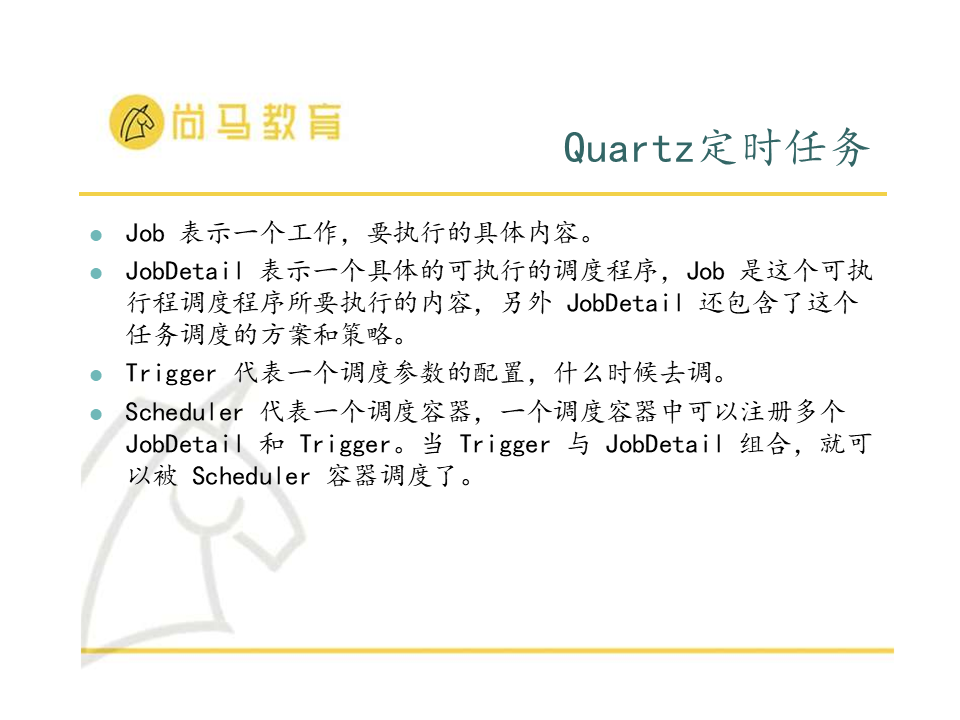 尚马教育
Quartz定时任务
Job 表示一个工作，要执行的具体内容。
JobDetail 表示一个具体的可执行的调度程序，Job 是这个可执
行程调度程序所要执行的内容，另外 JobDetail 还包含了这个
任务调度的方案和策略。
Trigger 代表一个调度参数的配置，什么时候去调。
Scheduler 代表一个调度容器，一个调度容器中可以注册多个
JobDetail 和 Trigger。当 Trigger 与 JobDetail 组合，就可
以被 Scheduler 容器调度了。